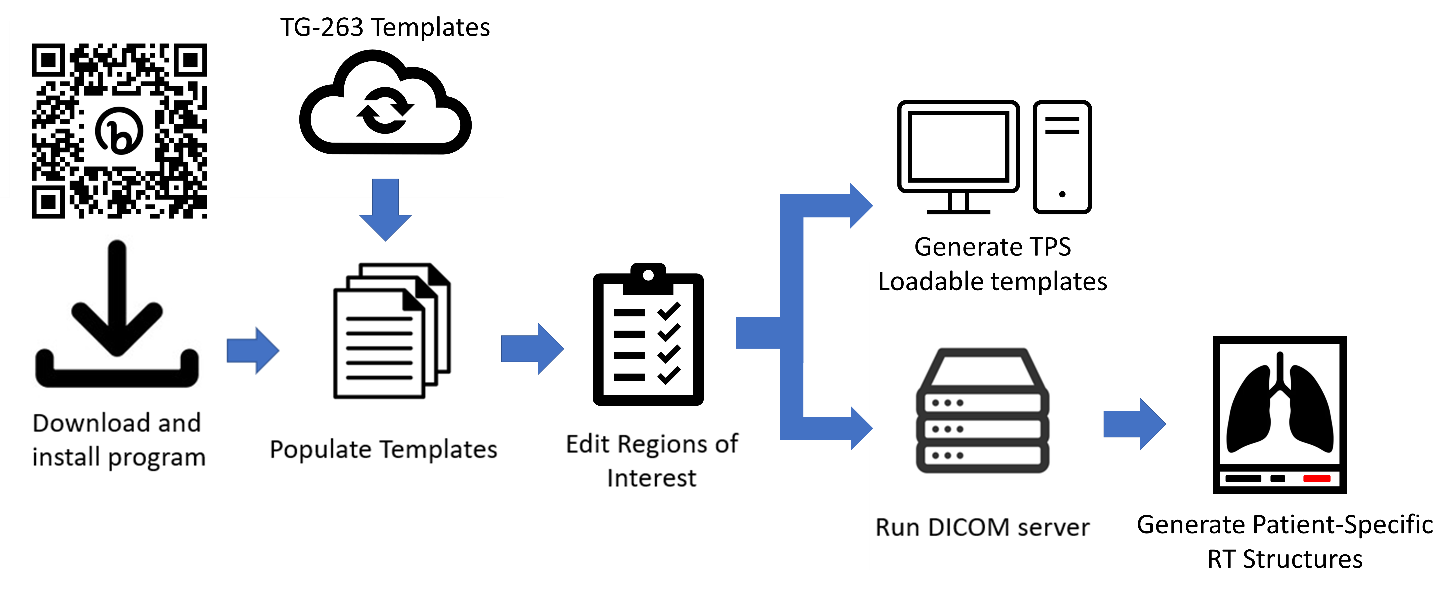 TG-263 Templates
Download and
install program
Populate Templates
Edit Regions of
Interest
Generate TPS
Loadable templates
Run DICOM server
Generate Patient-Specific
RT Structures